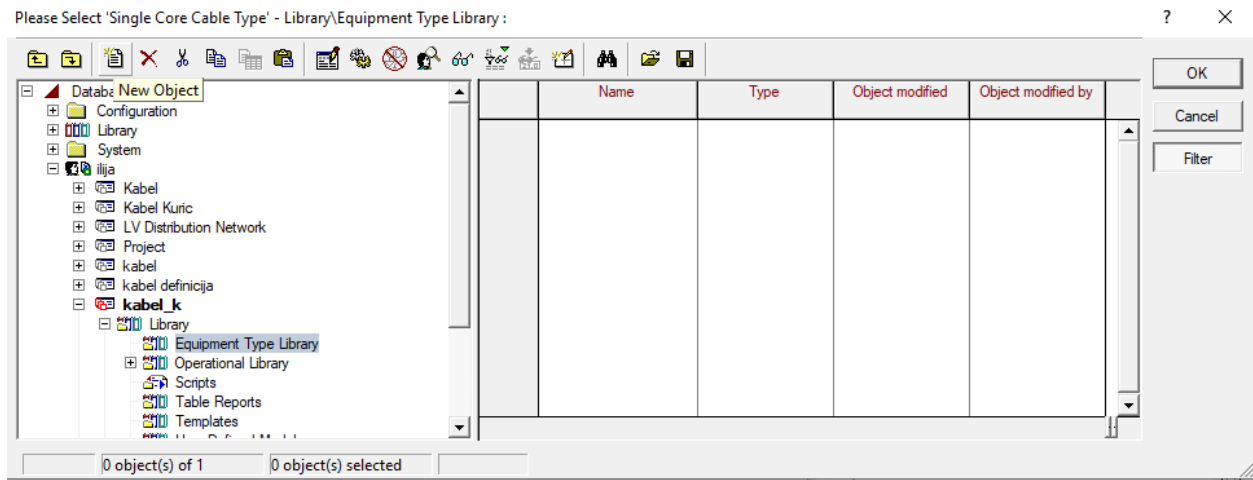 Please Select 'Single Core Cable Type' - Library\Equipment Type Library :
?
New Object
OK
Cancel
Filter
Name Type Object modified Object modified by
Configuration
Library
System
ilija
Kabel
Kabel Kuric
LV Distribution Network
Project
kabel
kabel definicija
kabel_k
Library
Equipment Type Library
Operational Library
Scripts
Table Reports
Templates
0 object(s) of 1 0 object(s) selected